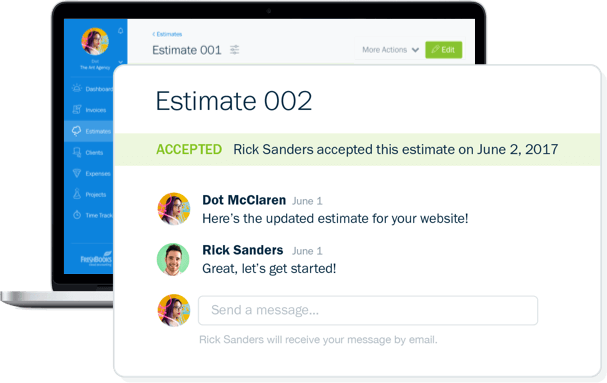 Estimates
Estimate 001
More Actions
Edit
Dot
The Art Agency
Dashboard
Invoices
Estimates
Clients
Expenses
Projects
Time Track
FreshBooks
Estimate 002
ACCEPTED Rick Sanders accepted this estimate on June 2, 2017
Dot McClaren June 1
Here's the updated estimate for your website!
Rick Sanders June 1
Great, let's get started!
Send a message...
Rick Sanders will receive your message by email.